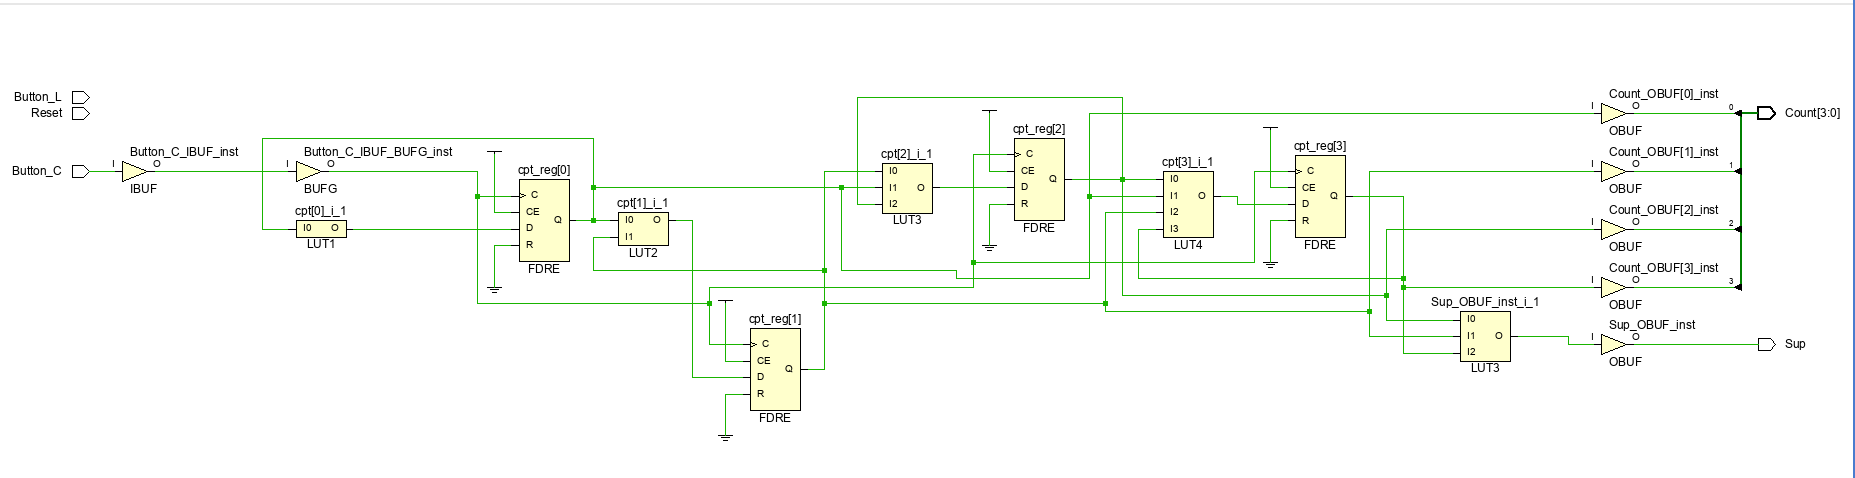 Button_L
Reset
Button_C
I
Button_C_IBUF_inst
O
IBUF
I
Button_C_IBUF_BUFG_inst
O
BUFG
cpt[0]_i_1
I0 O
LUT1
cpt_reg[0]
C
CE
D
R
Q
FDRE
cpt[1]_i_1
I0 O
I1
LUT2
cpt_reg[1]
C
CE
D
R
Q
FDRE
cpt[2]_i_1
I0
I1
I2
O
LUT3
cpt_reg[2]
C
CE
D
R
Q
FDRE
cpt[3]_i_1
I0
I1
I2
I3
O
LUT4
cpt_reg[3]
C
CE
D
R
Q
FDRE
Sup_OBUF_inst_i_1
I0
I1
I2
O
LUT3
Count_OBUF[0]_inst
I O
OBUF
0
Count_OBUF[1]_inst
I O
OBUF
1
Count_OBUF[2]_inst
I O
OBUF
2
Count_OBUF[3]_inst
I O
OBUF
3
Sup_OBUF_inst
I O
OBUF
Count[3:0]
Sup